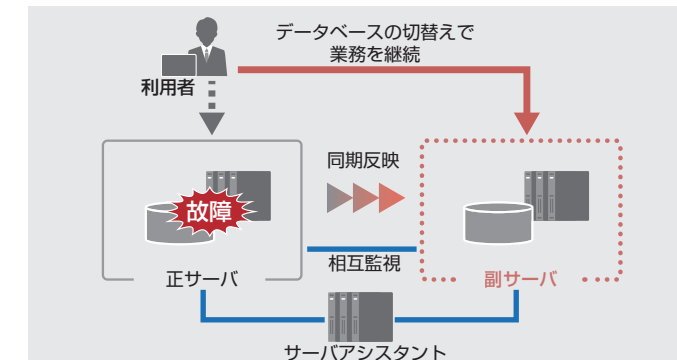 データベースの切替えで
業務を継続
利用者
同期反映
故障
相互監視
正サーバ
副サーバ
サーバアシスタント